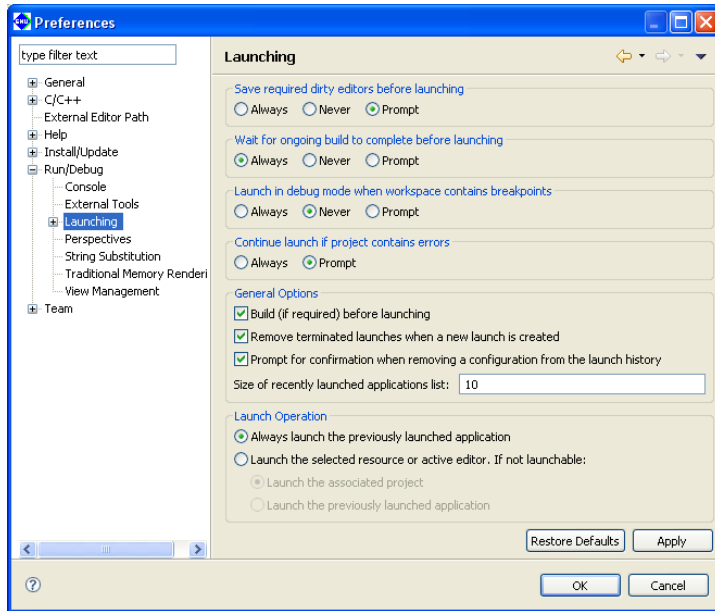 Preferences
type filter text
General
C/C++
External Editor Path
Help
Install/Update
Run/Debug
Console
External Tools
Launching
Perspectives
String Substitution
Traditional Memory Renderi
View Management
Team
Launching
Save required dirty editors before launching
Always Never Prompt
Wait for ongoing build to complete before launching
Always Never Prompt
Launch in debug mode when workspace contains breakpoints
Always Never Prompt
Continue launch if project contains errors
Always Prompt
General Options
Build (if required) before launching
Remove terminated launches when a new launch is created
Prompt for confirmation when removing a configuration from the launch history
Size of recently launched applications list: 10
Launch Operation
Always launch the previously launched application
Launch the selected resource or active editor. If not launchable:
Launch the associated project
Launch the previously launched application
Restore Defaults Apply
OK Cancel